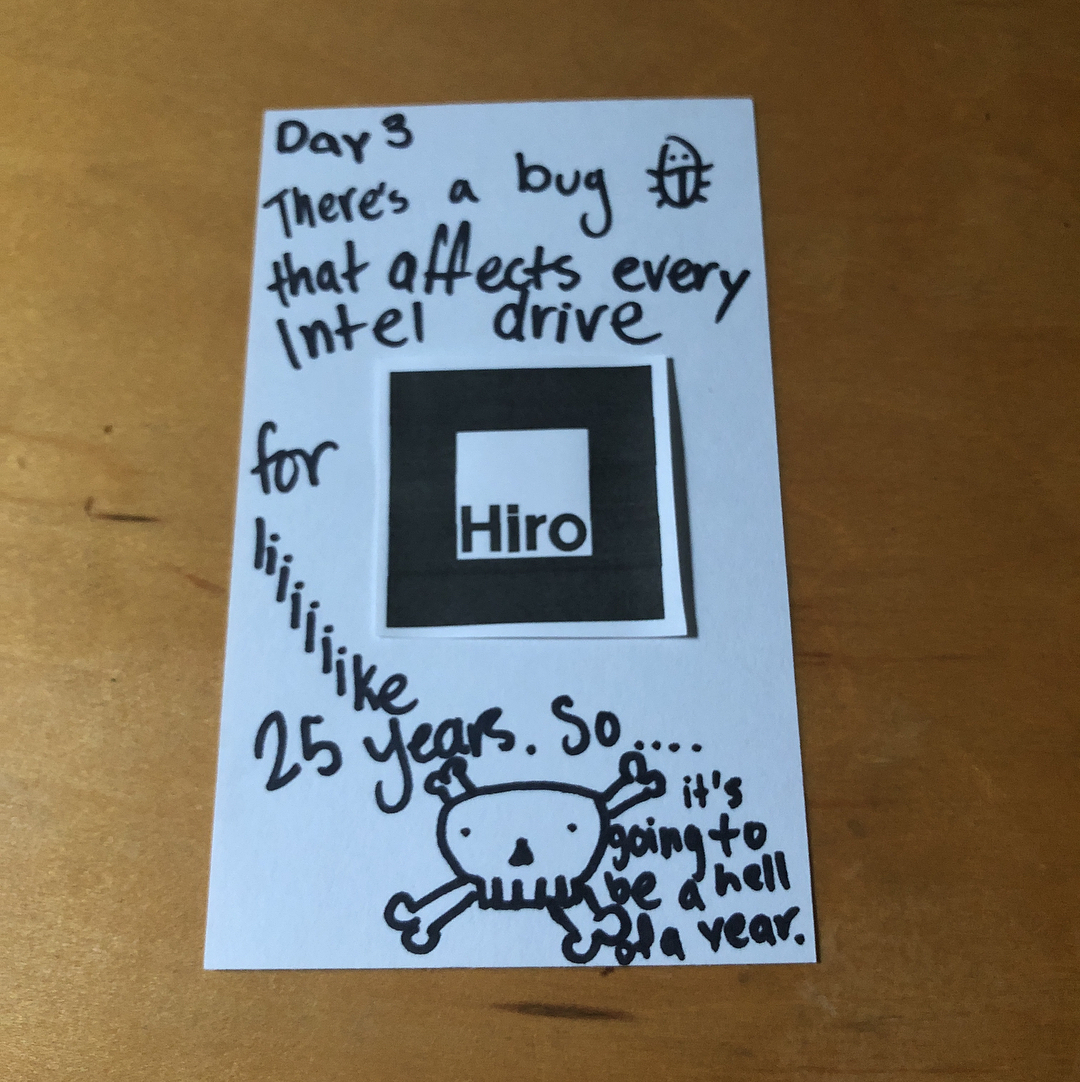 Day 3
There's a bug
that affects every
Intel drive
for
Hiro
liiiiiike
25 years. So....
it's
going to
be a hell
of a year.